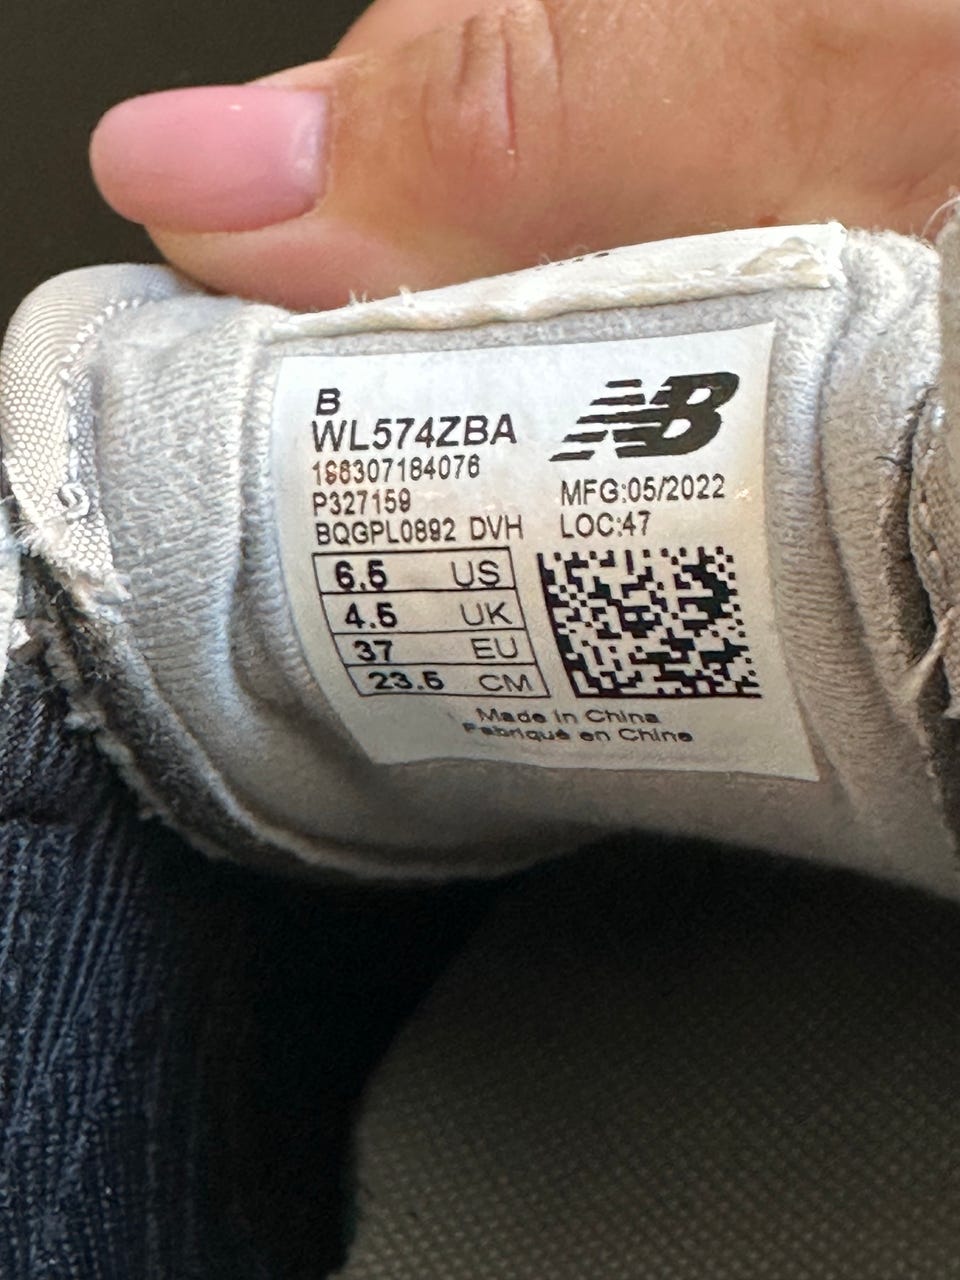 B
WL574ZBA
NB
196307184076
P327159
BQGPL0892 DVH
MFG:05/2022
LOC:47
6.5 US
4.5 UK
37 EU
23.5 CM
Made in China
Fabriqué en Chine